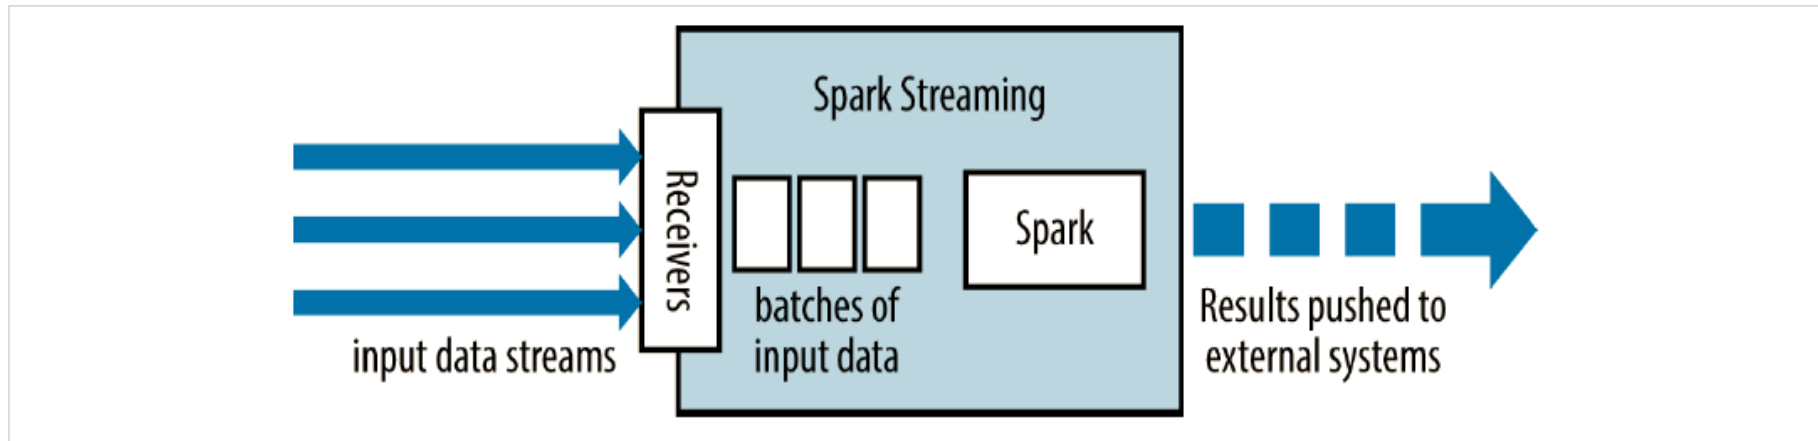 Spark Streaming
Receivers
input data streams
batches of
input data
Spark
Results pushed to
external systems